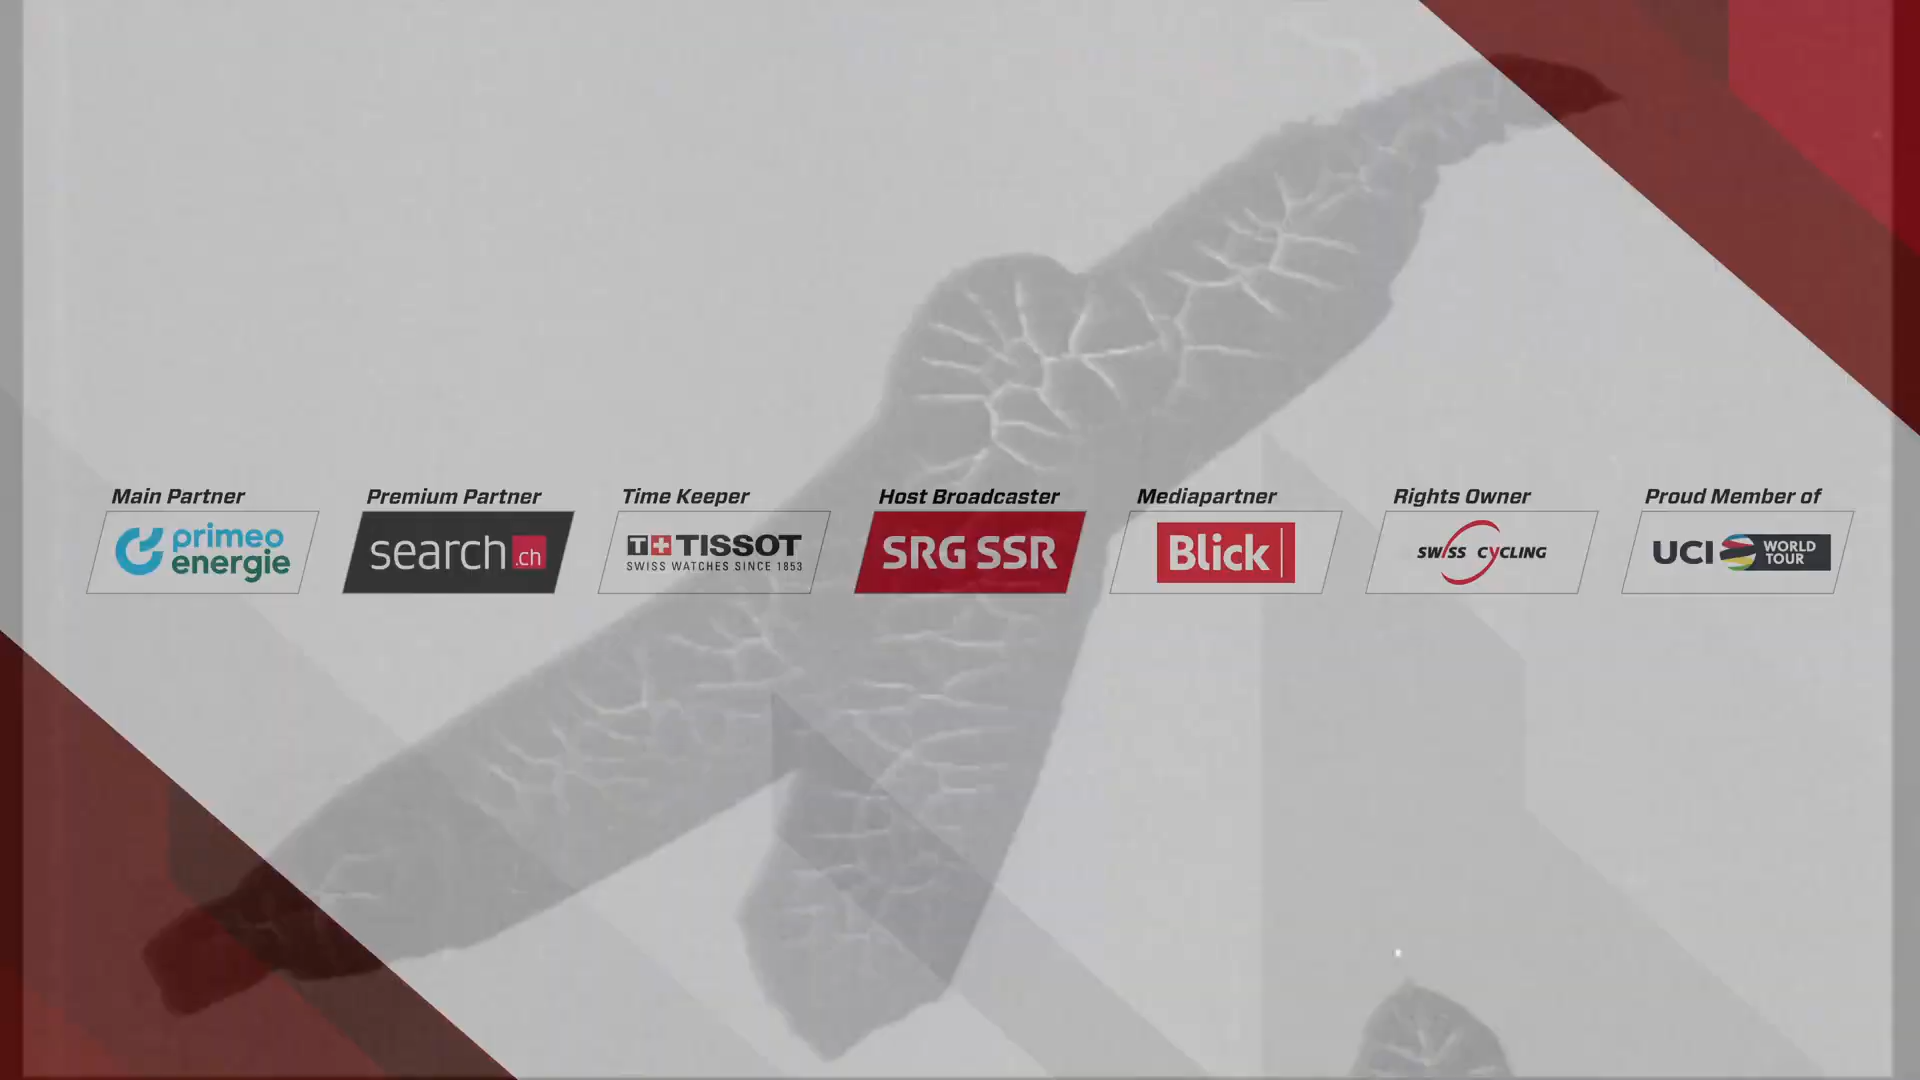 Main Partner
primeo
energie
Premium Partner
search.ch
Time Keeper
T+ TISSOT
SWISS WATCHES SINCE 1853
Host Broadcaster
SRG SSR
Mediapartner
Blick
Rights Owner
SWISS CYCLING
Proud Member of
UCI WORLD
TOUR